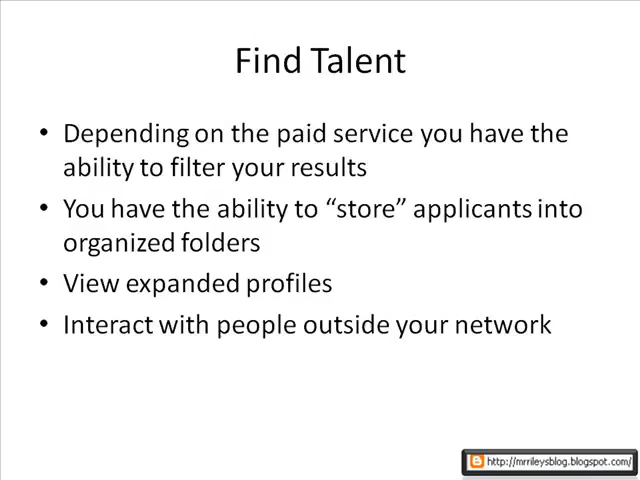 Find Talent
• Depending on the paid service you have the
ability to filter your results
• You have the ability to “store” applicants into
organized folders
• View expanded profiles
• Interact with people outside your network
http://mrrileysblog.blogspot.com/